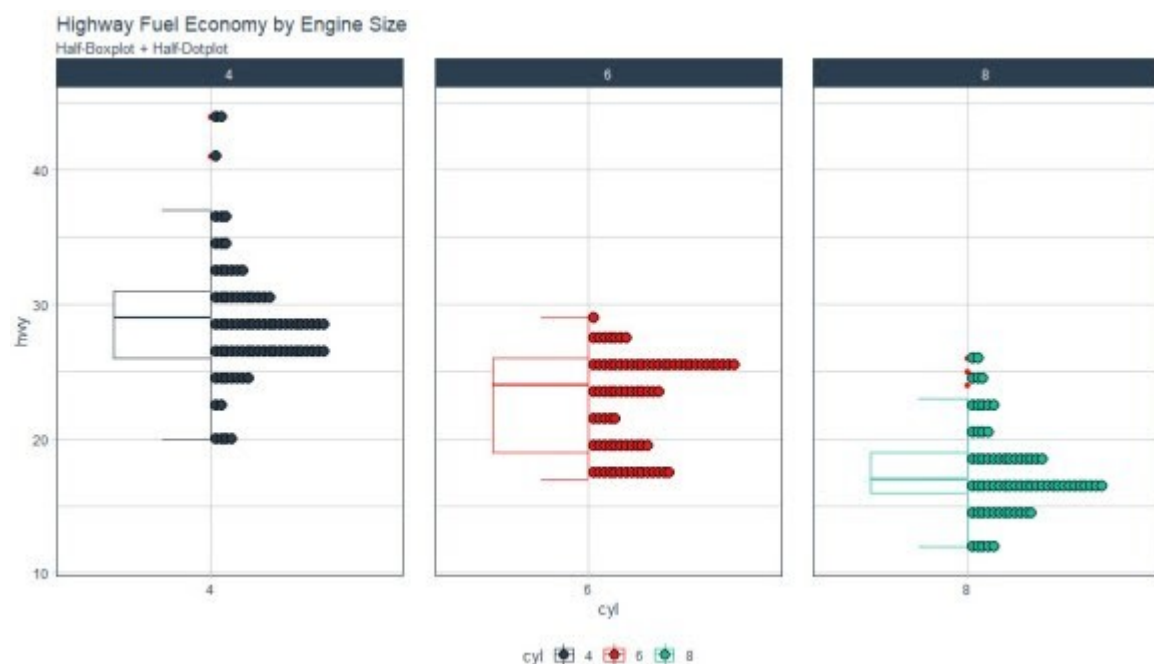 Highway Fuel Economy by Engine Size
Half-Boxplot + Half-Dotplot
4 6 8
40
30
20
10
hwy
4 6 8
cyl
cyl 4 6 8